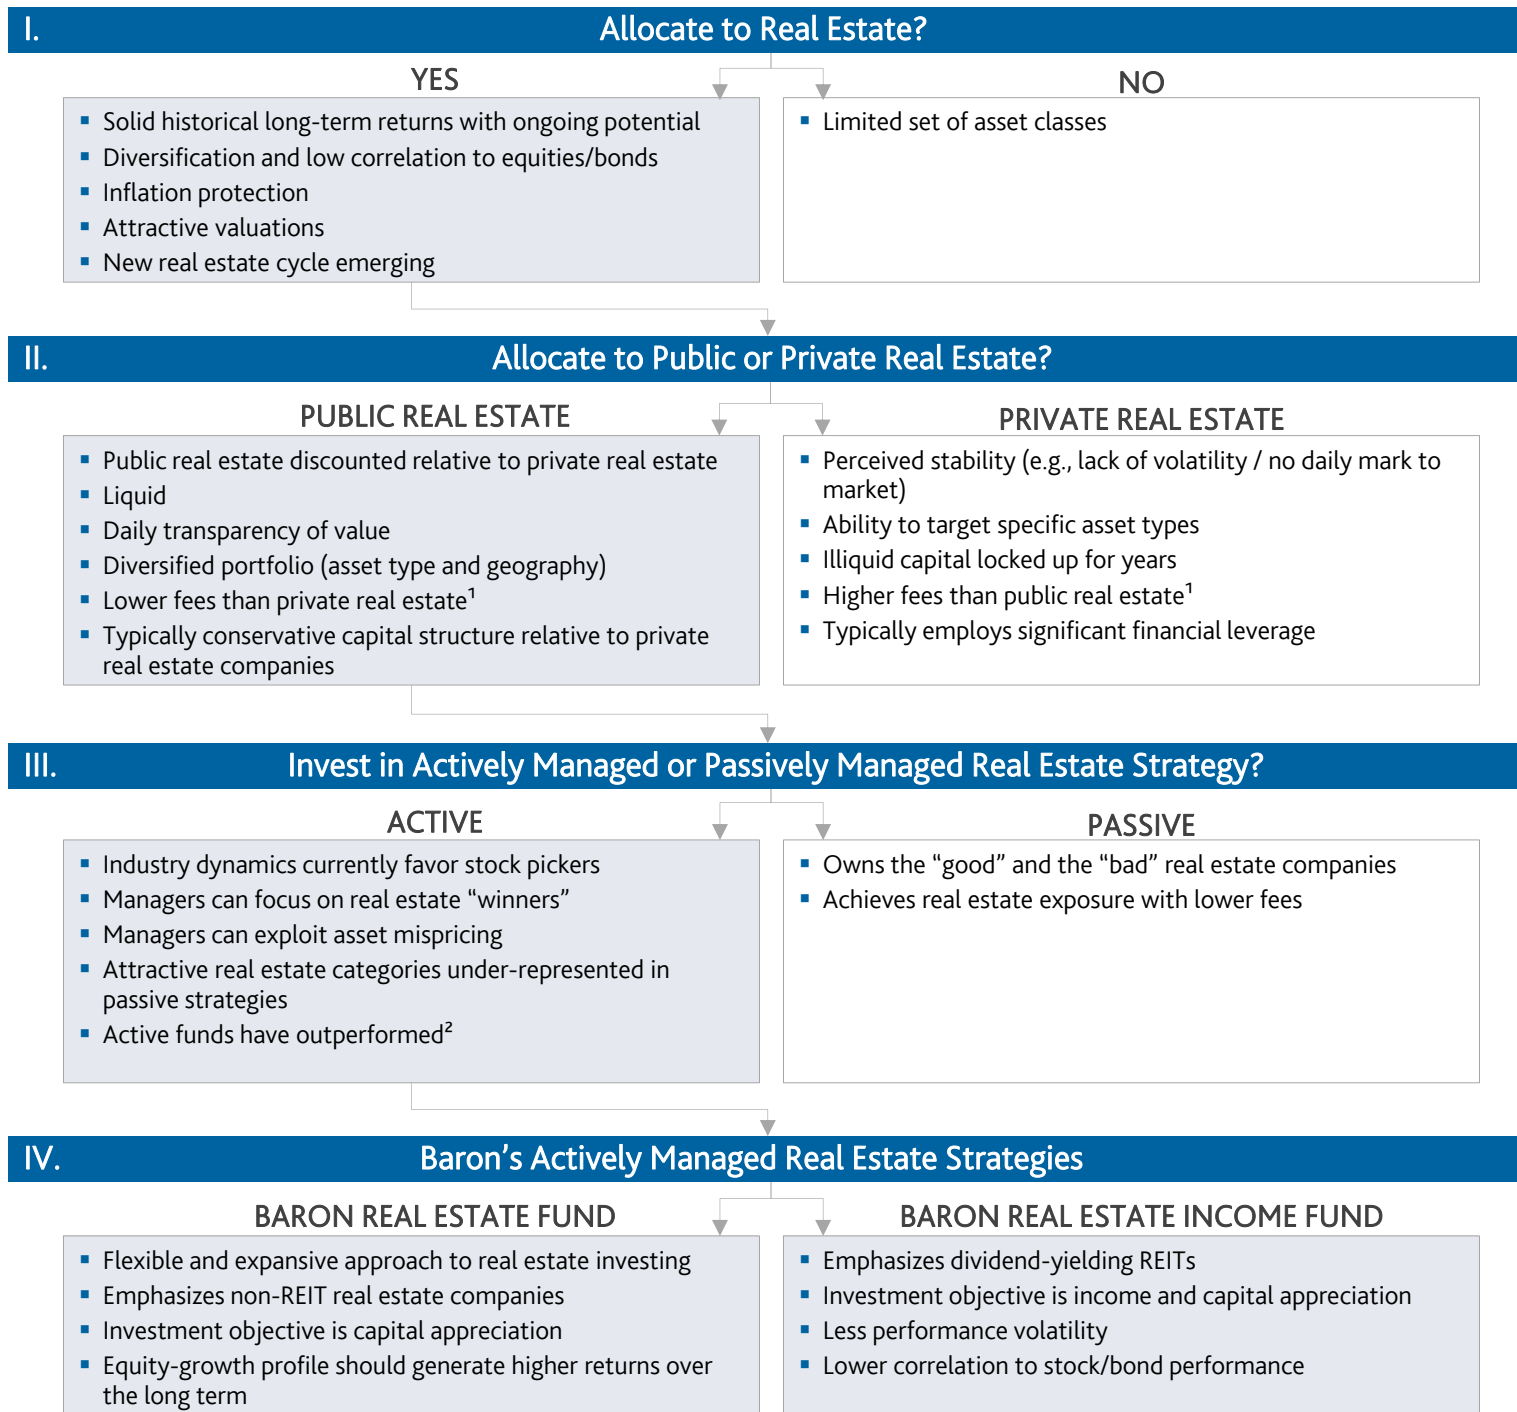 I. Allocate to Real Estate?
YES
▪ Solid historical long-term returns with ongoing potential
▪ Diversification and low correlation to equities/bonds
▪ Inflation protection
▪ Attractive valuations
▪ New real estate cycle emerging
NO
▪ Limited set of asset classes
II. Allocate to Public or Private Real Estate?
PUBLIC REAL ESTATE
▪ Public real estate discounted relative to private real estate
▪ Liquid
▪ Daily transparency of value
▪ Diversified portfolio (asset type and geography)
▪ Lower fees than private real estate¹
▪ Typically conservative capital structure relative to private
real estate companies
PRIVATE REAL ESTATE
▪ Perceived stability (e.g., lack of volatility / no daily mark to
market)
▪ Ability to target specific asset types
▪ Illiquid capital locked up for years
▪ Higher fees than public real estate¹
▪ Typically employs significant financial leverage
III. Invest in Actively Managed or Passively Managed Real Estate Strategy?
ACTIVE
▪ Industry dynamics currently favor stock pickers
▪ Managers can focus on real estate “winners”
▪ Managers can exploit asset mispricing
▪ Attractive real estate categories under-represented in
passive strategies
▪ Active funds have outperformed²
PASSIVE
▪ Owns the “good” and the “bad” real estate companies
▪ Achieves real estate exposure with lower fees
IV. Baron’s Actively Managed Real Estate Strategies
BARON REAL ESTATE FUND
▪ Flexible and expansive approach to real estate investing
▪ Emphasizes non-REIT real estate companies
▪ Investment objective is capital appreciation
▪ Equity-growth profile should generate higher returns over
the long term
BARON REAL ESTATE INCOME FUND
▪ Emphasizes dividend-yielding REITs
▪ Investment objective is income and capital appreciation
▪ Less performance volatility
▪ Lower correlation to stock/bond performance